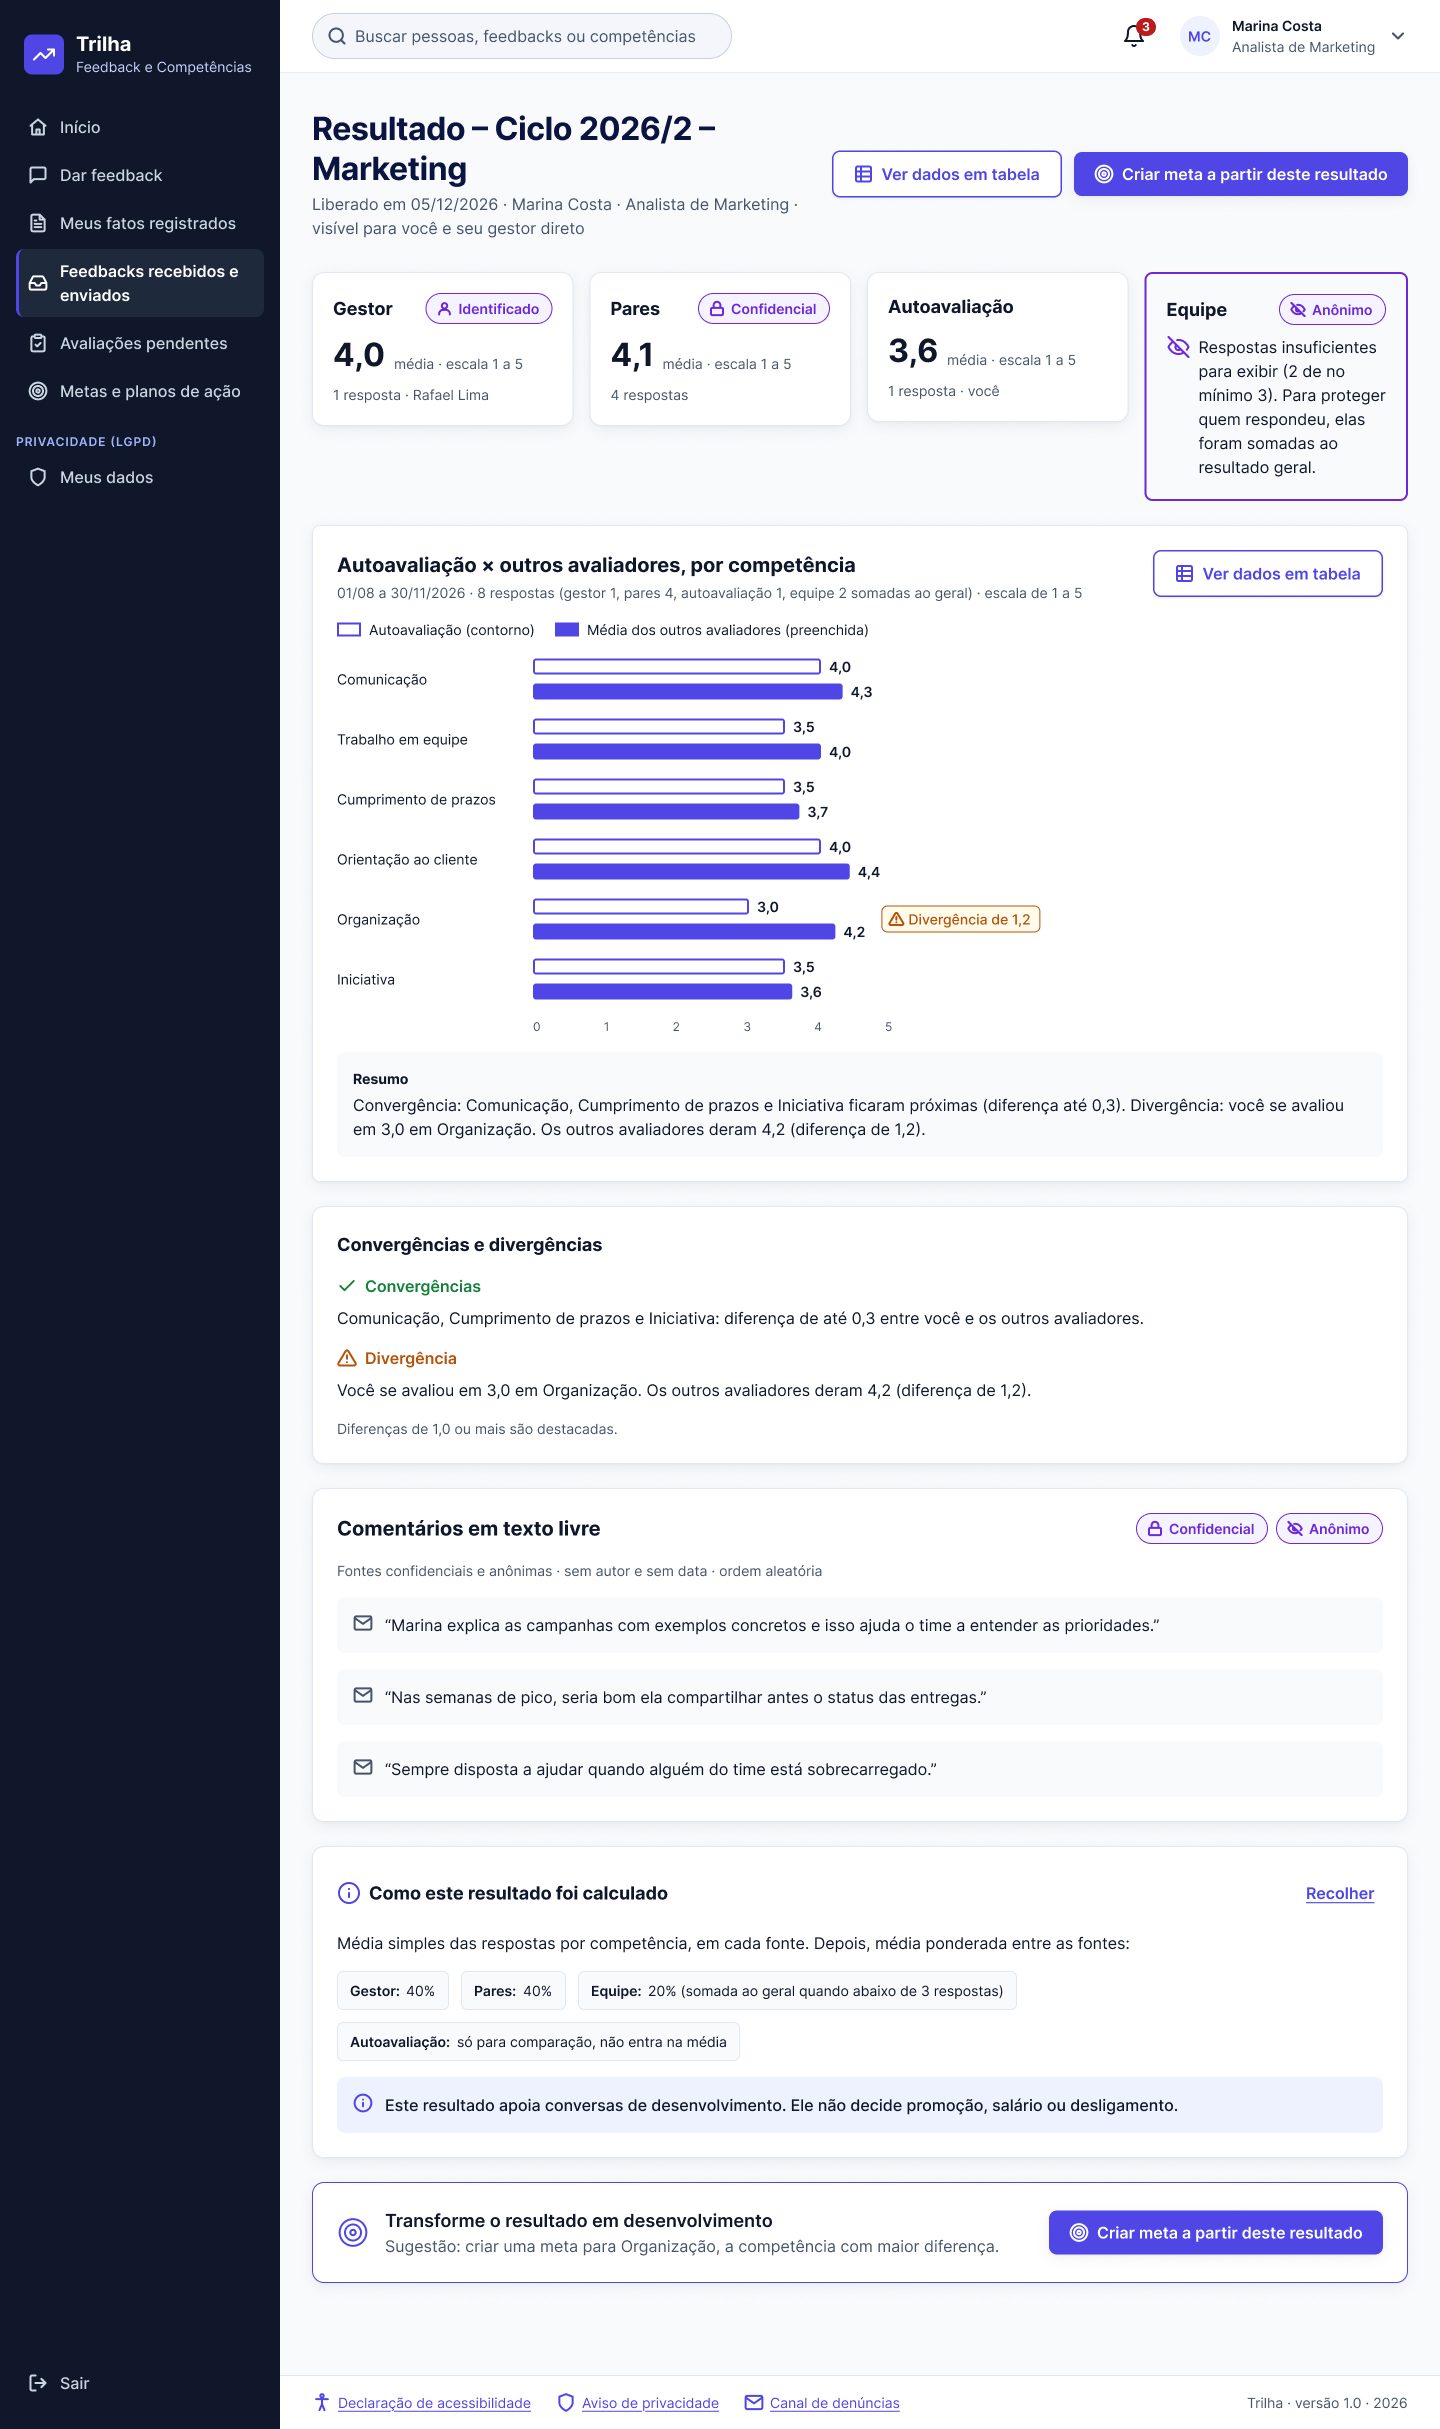 Trilha
Feedback e Competências
Início
Dar feedback
Meus fatos registrados
Feedbacks recebidos e
enviados
Avaliações pendentes
Metas e planos de ação
PRIVACIDADE (LGPD)
Meus dados
Sair
Buscar pessoas, feedbacks ou competências
3
MC
Marina Costa
Analista de Marketing
Resultado – Ciclo 2026/2 –
Marketing
Liberado em 05/12/2026 · Marina Costa · Analista de Marketing ·
visível para você e seu gestor direto
Ver dados em tabela
Criar meta a partir deste resultado
Gestor
Identificado
4,0 média · escala 1 a 5
1 resposta · Rafael Lima
Pares
Confidencial
4,1 média · escala 1 a 5
4 respostas
Autoavaliação
3,6 média · escala 1 a 5
1 resposta · você
Equipe
Anônimo
Respostas insuficientes
para exibir (2 de no
mínimo 3). Para proteger
quem respondeu, elas
foram somadas ao
resultado geral.
Autoavaliação × outros avaliadores, por competência
01/08 a 30/11/2026 · 8 respostas (gestor 1, pares 4, autoavaliação 1, equipe 2 somadas ao geral) · escala de 1 a 5
Ver dados em tabela
Autoavaliação (contorno)
Média dos outros avaliadores (preenchida)
Comunicação
4,0
4,3
Trabalho em equipe
3,5
4,0
Cumprimento de prazos
3,5
3,7
Orientação ao cliente
4,0
4,4
Organização
3,0
4,2
Divergência de 1,2
Iniciativa
3,5
3,6
0 1 2 3 4 5
Resumo
Convergência: Comunicação, Cumprimento de prazos e Iniciativa ficaram próximas (diferença até 0,3). Divergência: você se avaliou
em 3,0 em Organização. Os outros avaliadores deram 4,2 (diferença de 1,2).
Convergências e divergências
Convergências
Comunicação, Cumprimento de prazos e Iniciativa: diferença de até 0,3 entre você e os outros avaliadores.
Divergência
Você se avaliou em 3,0 em Organização. Os outros avaliadores deram 4,2 (diferença de 1,2).
Diferenças de 1,0 ou mais são destacadas.
Comentários em texto livre
Confidencial
Anônimo
Fontes confidenciais e anônimas · sem autor e sem data · ordem aleatória
“Marina explica as campanhas com exemplos concretos e isso ajuda o time a entender as prioridades.”
“Nas semanas de pico, seria bom ela compartilhar antes o status das entregas.”
“Sempre disposta a ajudar quando alguém do time está sobrecarregado.”
Como este resultado foi calculado
Recolher
Média simples das respostas por competência, em cada fonte. Depois, média ponderada entre as fontes:
Gestor: 40%
Pares: 40%
Equipe: 20% (somada ao geral quando abaixo de 3 respostas)
Autoavaliação: só para comparação, não entra na média
Este resultado apoia conversas de desenvolvimento. Ele não decide promoção, salário ou desligamento.
Transforme o resultado em desenvolvimento
Sugestão: criar uma meta para Organização, a competência com maior diferença.
Criar meta a partir deste resultado
Declaração de acessibilidade
Aviso de privacidade
Canal de denúncias
Trilha · versão 1.0 · 2026